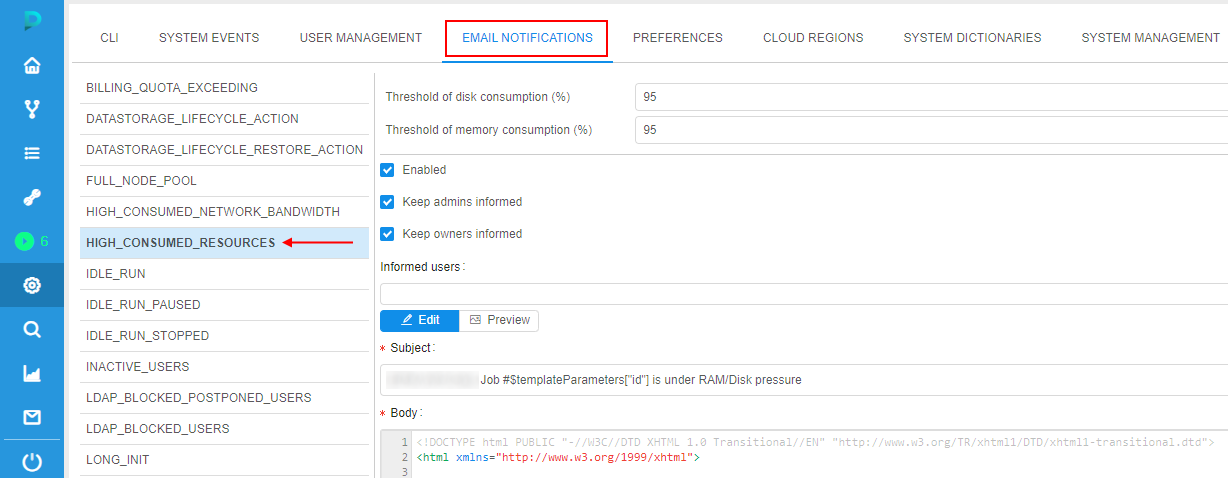 CLI SYSTEM EVENTS USER MANAGEMENT EMAIL NOTIFICATIONS PREFERENCES CLOUD REGIONS SYSTEM DICTIONARIES SYSTEM MANAGEMENT
6
BILLING_QUOTA_EXCEEDING
DATASTORAGE_LIFECYCLE_ACTION
DATASTORAGE_LIFECYCLE_RESTORE_ACTION
FULL_NODE_POOL
HIGH_CONSUMED_NETWORK_BANDWIDTH
HIGH_CONSUMED_RESOURCES
IDLE_RUN
IDLE_RUN_PAUSED
IDLE_RUN_STOPPED
INACTIVE_USERS
LDAP_BLOCKED_POSTPONED_USERS
LDAP_BLOCKED_USERS
LONG_INIT
Threshold of disk consumption (%) 95
Threshold of memory consumption (%) 95
Enabled
Keep admins informed
Keep owners informed
Informed users:
Edit Preview
* Subject:
Job #$templateParameters["id"] is under RAM/Disk pressure
* Body:
1 <!DOCTYPE html PUBLIC "-//W3C//DTD XHTML 1.0 Transitional//EN" "http://www.w3.org/TR/xhtml1/DTD/xhtml1-transitional.dtd">
2 <html xmlns="http://www.w3.org/1999/xhtml">
3